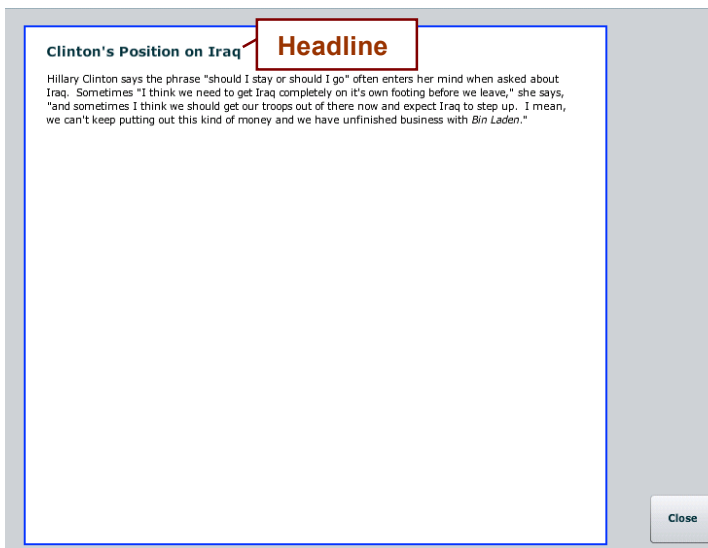 Clinton's Position on Iraq
Headline
Hillary Clinton says the phrase "should I stay or should I go" often enters her mind when asked about
Iraq.  Sometimes "I think we need to get Iraq completely on it's own footing before we leave," she says,
"and sometimes I think we should get our troops out of there now and expect Iraq to step up.  I mean,
we can't keep putting out this kind of money and we have unfinished business with Bin Laden."
Close